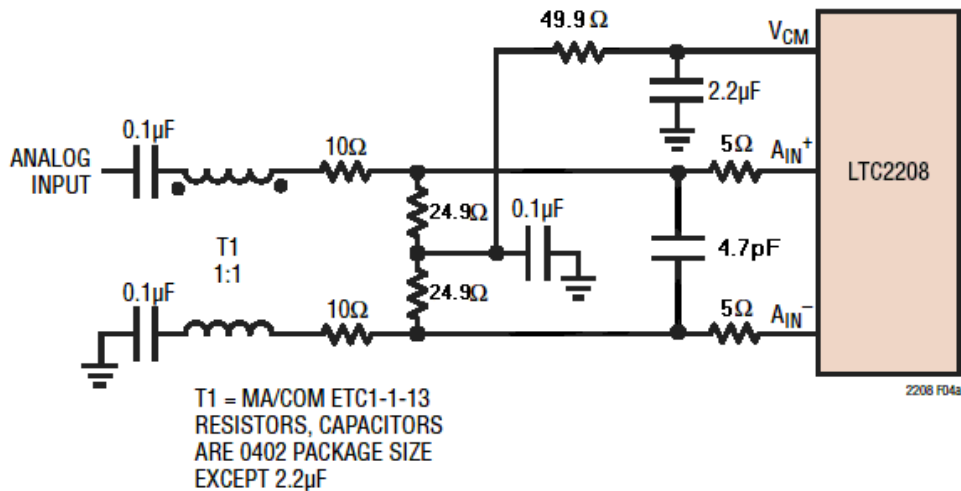 49.9Ω
VCM
2.2µF
0.1µF
10Ω
5Ω
AIN+
ANALOG
INPUT
LTC2208
24.9Ω
0.1µF
T1
1:1
4.7pF
24.9Ω
0.1µF
10Ω
5Ω
AIN−
2208 F04a
T1 = MA/COM ETC1-1-13
RESISTORS, CAPACITORS
ARE 0402 PACKAGE SIZE
EXCEPT 2.2µF